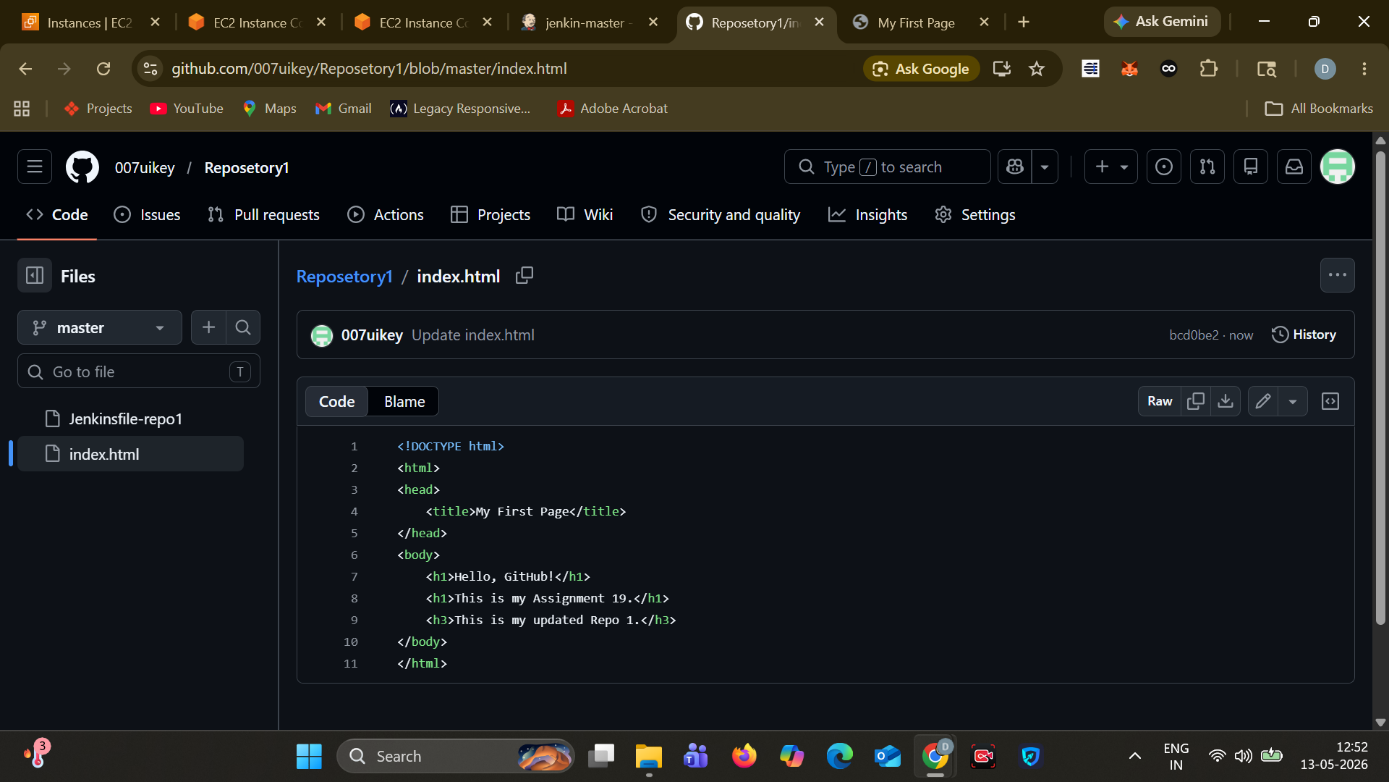 Instances | EC2
EC2 Instance Co
EC2 Instance Co
jenkin-master -
Reposetory1/in
My First Page
Ask Gemini
github.com/007uikey/Reposetory1/blob/master/index.html
Ask Google
D
Projects
YouTube
Maps
Gmail
Legacy Responsive...
Adobe Acrobat
All Bookmarks
007uikey / Reposetory1
Type / to search
Code
Issues
Pull requests
Actions
Projects
Wiki
Security and quality
Insights
Settings
Files
Reposetory1 / index.html
master
007uikey Update index.html
bcd0be2 · now
History
Go to file
T
Code
Blame
Raw
Jenkinsfile-repo1
index.html
1 <!DOCTYPE html>
2 <html>
3 <head>
4 <title>My First Page</title>
5 </head>
6 <body>
7 <h1>Hello, GitHub!</h1>
8 <h1>This is my Assignment 19.</h1>
9 <h3>This is my updated Repo 1.</h3>
10 </body>
11 </html>
3
Search
D
ENG
IN
12:52
13-05-2026